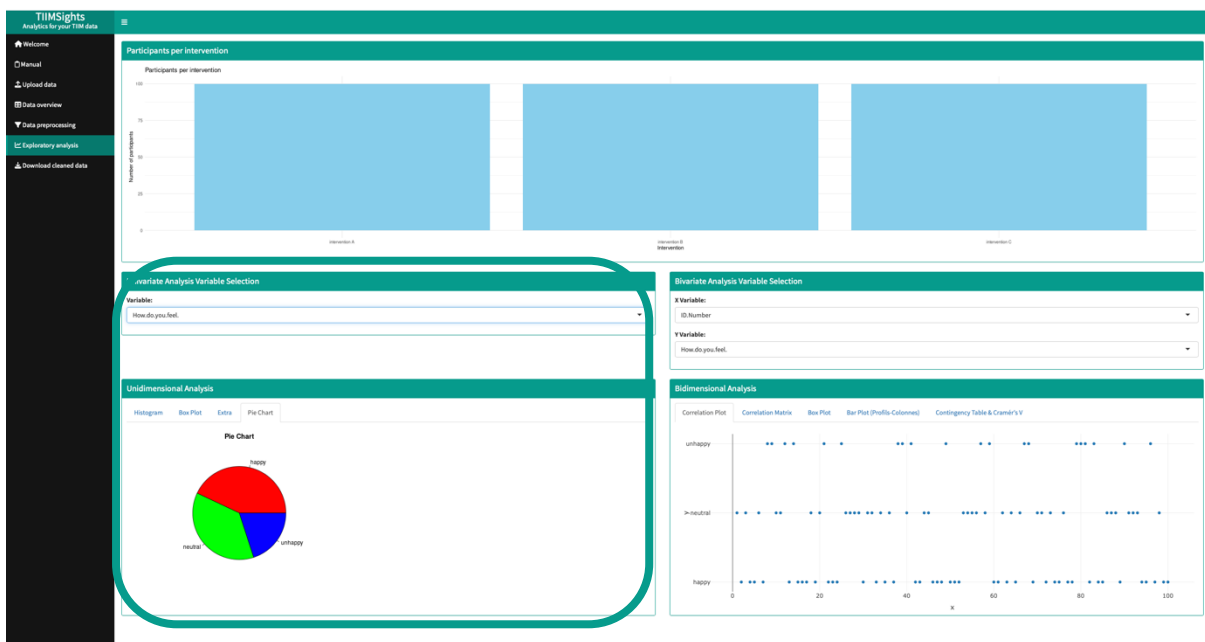 TIIMSights
Analytics for your TIIM data
Welcome
Manual
Upload data
Data overview
Data preprocessing
Exploratory analysis
Download cleaned data
Participants per intervention
Participants per intervention
100
75
50
25
0
Number of participants
intervention A
intervention B
intervention C
Intervention
Analysis Variable Selection
Variable:
How.do.you.feel.
Unidimensional Analysis
Histogram Box Plot Extra Pie Chart
Pie Chart
happy
neutral
unhappy
Bivariate Analysis Variable Selection
X Variable:
ID.Number
Y Variable:
How.do.you.feel.
Bidimensional Analysis
Correlation Plot Correlation Matrix Box Plot Bar Plot (Profils-Colonnes) Contingency Table & Cramér's V
unhappy
neutral
happy
Y
0 20 40 60 80 100
X